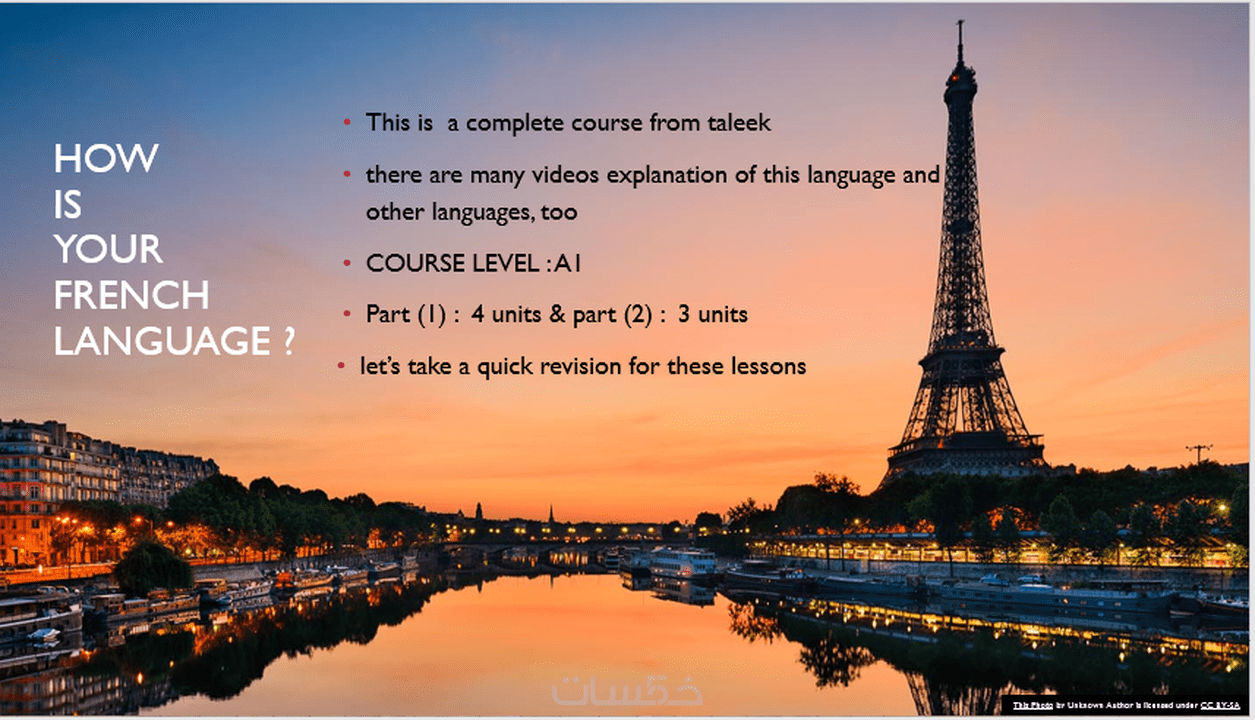 HOW
IS
YOUR
FRENCH
LANGUAGE ?
• This is  a complete course from taleek
• there are many videos explanation of this language and
other languages, too
• COURSE LEVEL : A1
• Part (1) :  4 units & part (2) :  3 units
• let’s take a quick revision for these lessons
خمسات
This Photo by Unknown Author is licensed under CC BY-SA